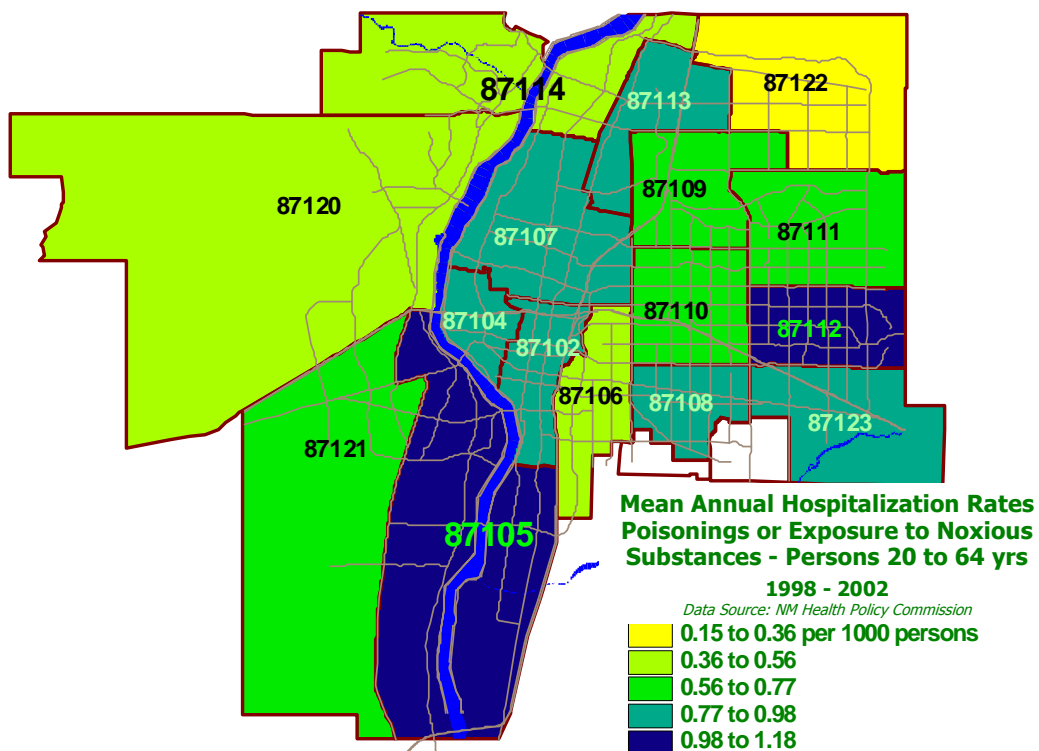 87114
87122
87113
87109
87120
87111
87107
87110
87104
87112
87102
87106
87108
87123
87121
87105
Mean Annual Hospitalization Rates
Poisonings or Exposure to Noxious
Substances - Persons 20 to 64 yrs
1998 - 2002
Data Source: NM Health Policy Commission
0.15 to 0.36 per 1000 persons
0.36 to 0.56
0.56 to 0.77
0.77 to 0.98
0.98 to 1.18